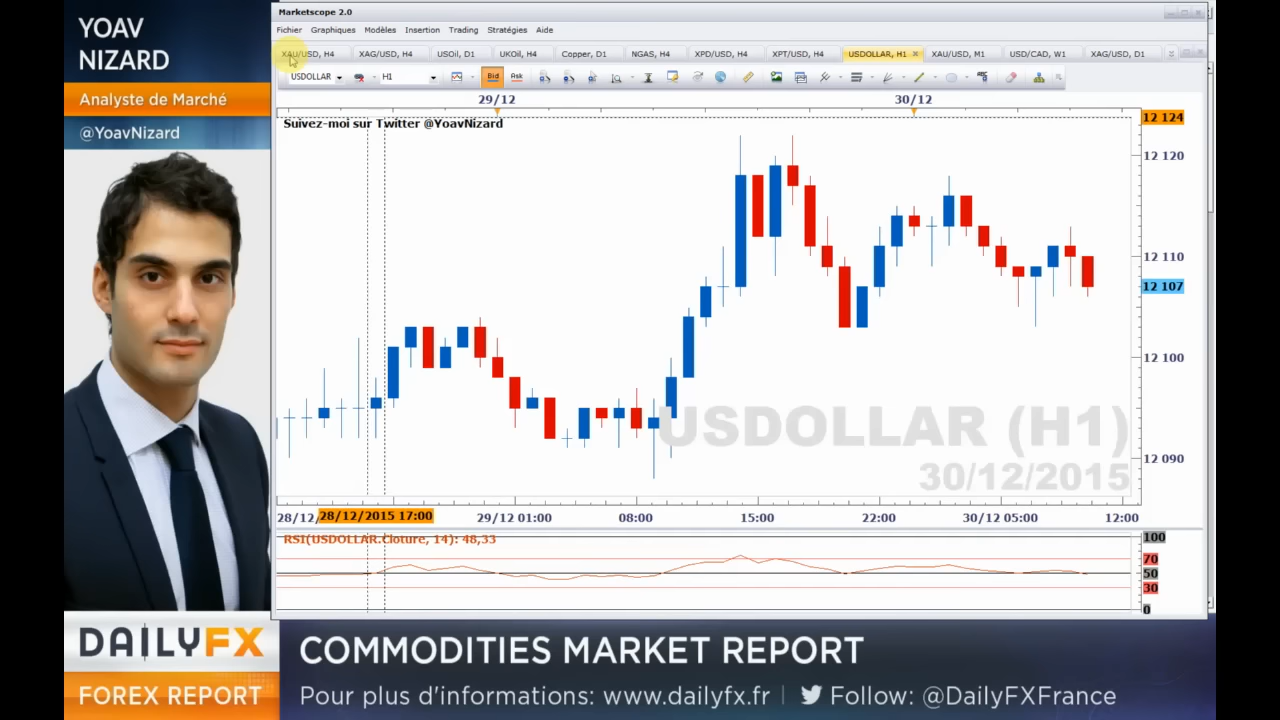 YOAV
NIZARD
Analyste de Marché
@YoavNizard
Marketscope 2.0
Fichier Graphiques Modèles Insertion Trading Stratégies Aide
XAU/USD, H4 XAG/USD, H4 USOil, D1 UKOil, H4 Copper, D1 NGAS, H4 XPD/USD, H4 XPT/USD, H4 USDOLLAR, H1 XAU/USD, M1 USD/CAD, W1 XAG/USD, D1
USDOLLAR H1 Bid Ask
29/12 30/12
Suivez-moi sur Twitter @YoavNizard
12 124
12 120
12 110
12 107
12 100
12 090
USDOLLAR (H1)
30/12/2015
28/12/ 28/12/2015 17:00 29/12 01:00 08:00 15:00 22:00 30/12 05:00 12:00
RSI(USDOLLAR.Cloture, 14): 48,33
100
70
50
30
0
DAILYFX
FOREX REPORT
COMMODITIES MARKET REPORT
Pour plus d'informations: www.dailyfx.fr | Follow: @DailyFXFrance